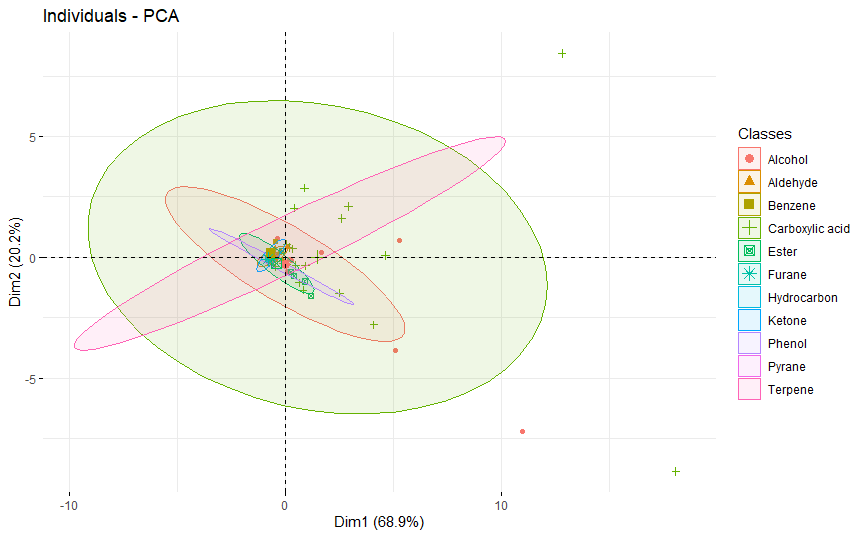 Individuals - PCA
5
0
-5
Dim2 (20.2%)
-10
0
10
Dim1 (68.9%)
Classes
Alcohol
Aldehyde
Benzene
Carboxylic acid
Ester
Furane
Hydrocarbon
Ketone
Phenol
Pyrane
Terpene